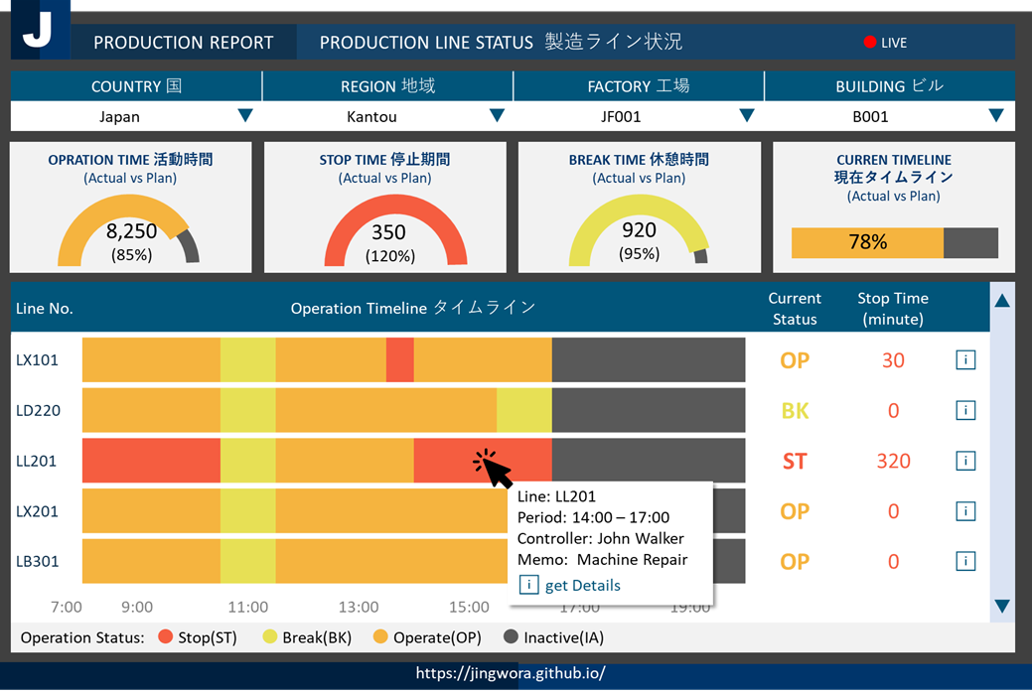 J
PRODUCTION REPORT
PRODUCTION LINE STATUS 製造ライン状況
LIVE
COUNTRY 国
REGION 地域
FACTORY 工場
BUILDING ビル
Japan
Kantou
JF001
B001
OPRATION TIME 活動時間
(Actual vs Plan)
8,250
(85%)
STOP TIME 停止期間
(Actual vs Plan)
350
(120%)
BREAK TIME 休憩時間
(Actual vs Plan)
920
(95%)
CURREN TIMELINE
現在タイムライン
(Actual vs Plan)
78%
Line No.
Operation Timeline タイムライン
Current
Status
Stop Time
(minute)
LX101
OP
30
i
LD220
BK
0
i
LL201
ST
320
i
LX201
OP
0
i
LB301
OP
0
i
Line: LL201
Period: 14:00 – 17:00
Controller: John Walker
Memo: Machine Repair
i get Details
7:00
9:00
11:00
13:00
15:00
17:00
19:00
Operation Status: Stop(ST) Break(BK) Operate(OP) Inactive(IA)
https://jingwora.github.io/